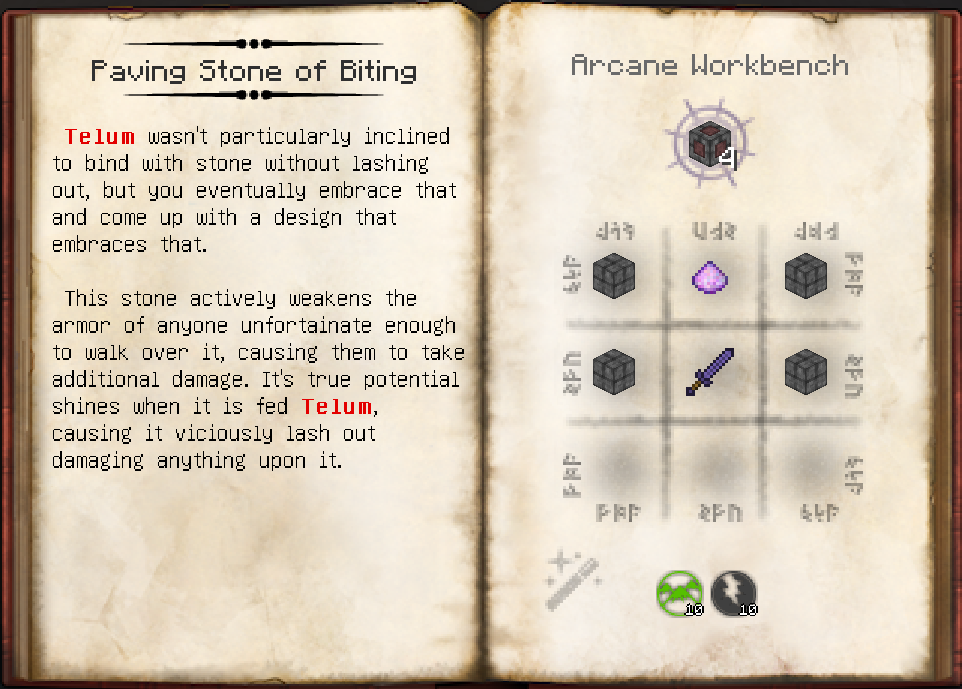 Paving Stone of Biting
Telum wasn't particularly inclined
to bind with stone without lashing
out, but you eventually embrace that
and come up with a design that
embraces that.
This stone actively weakens the
armor of anyone unfortainate enough
to walk over it, causing them to take
additional damage. It's true potential
shines when it is fed Telum,
causing it viciously lash out
damaging anything upon it.
Arcane Workbench
4
10
10